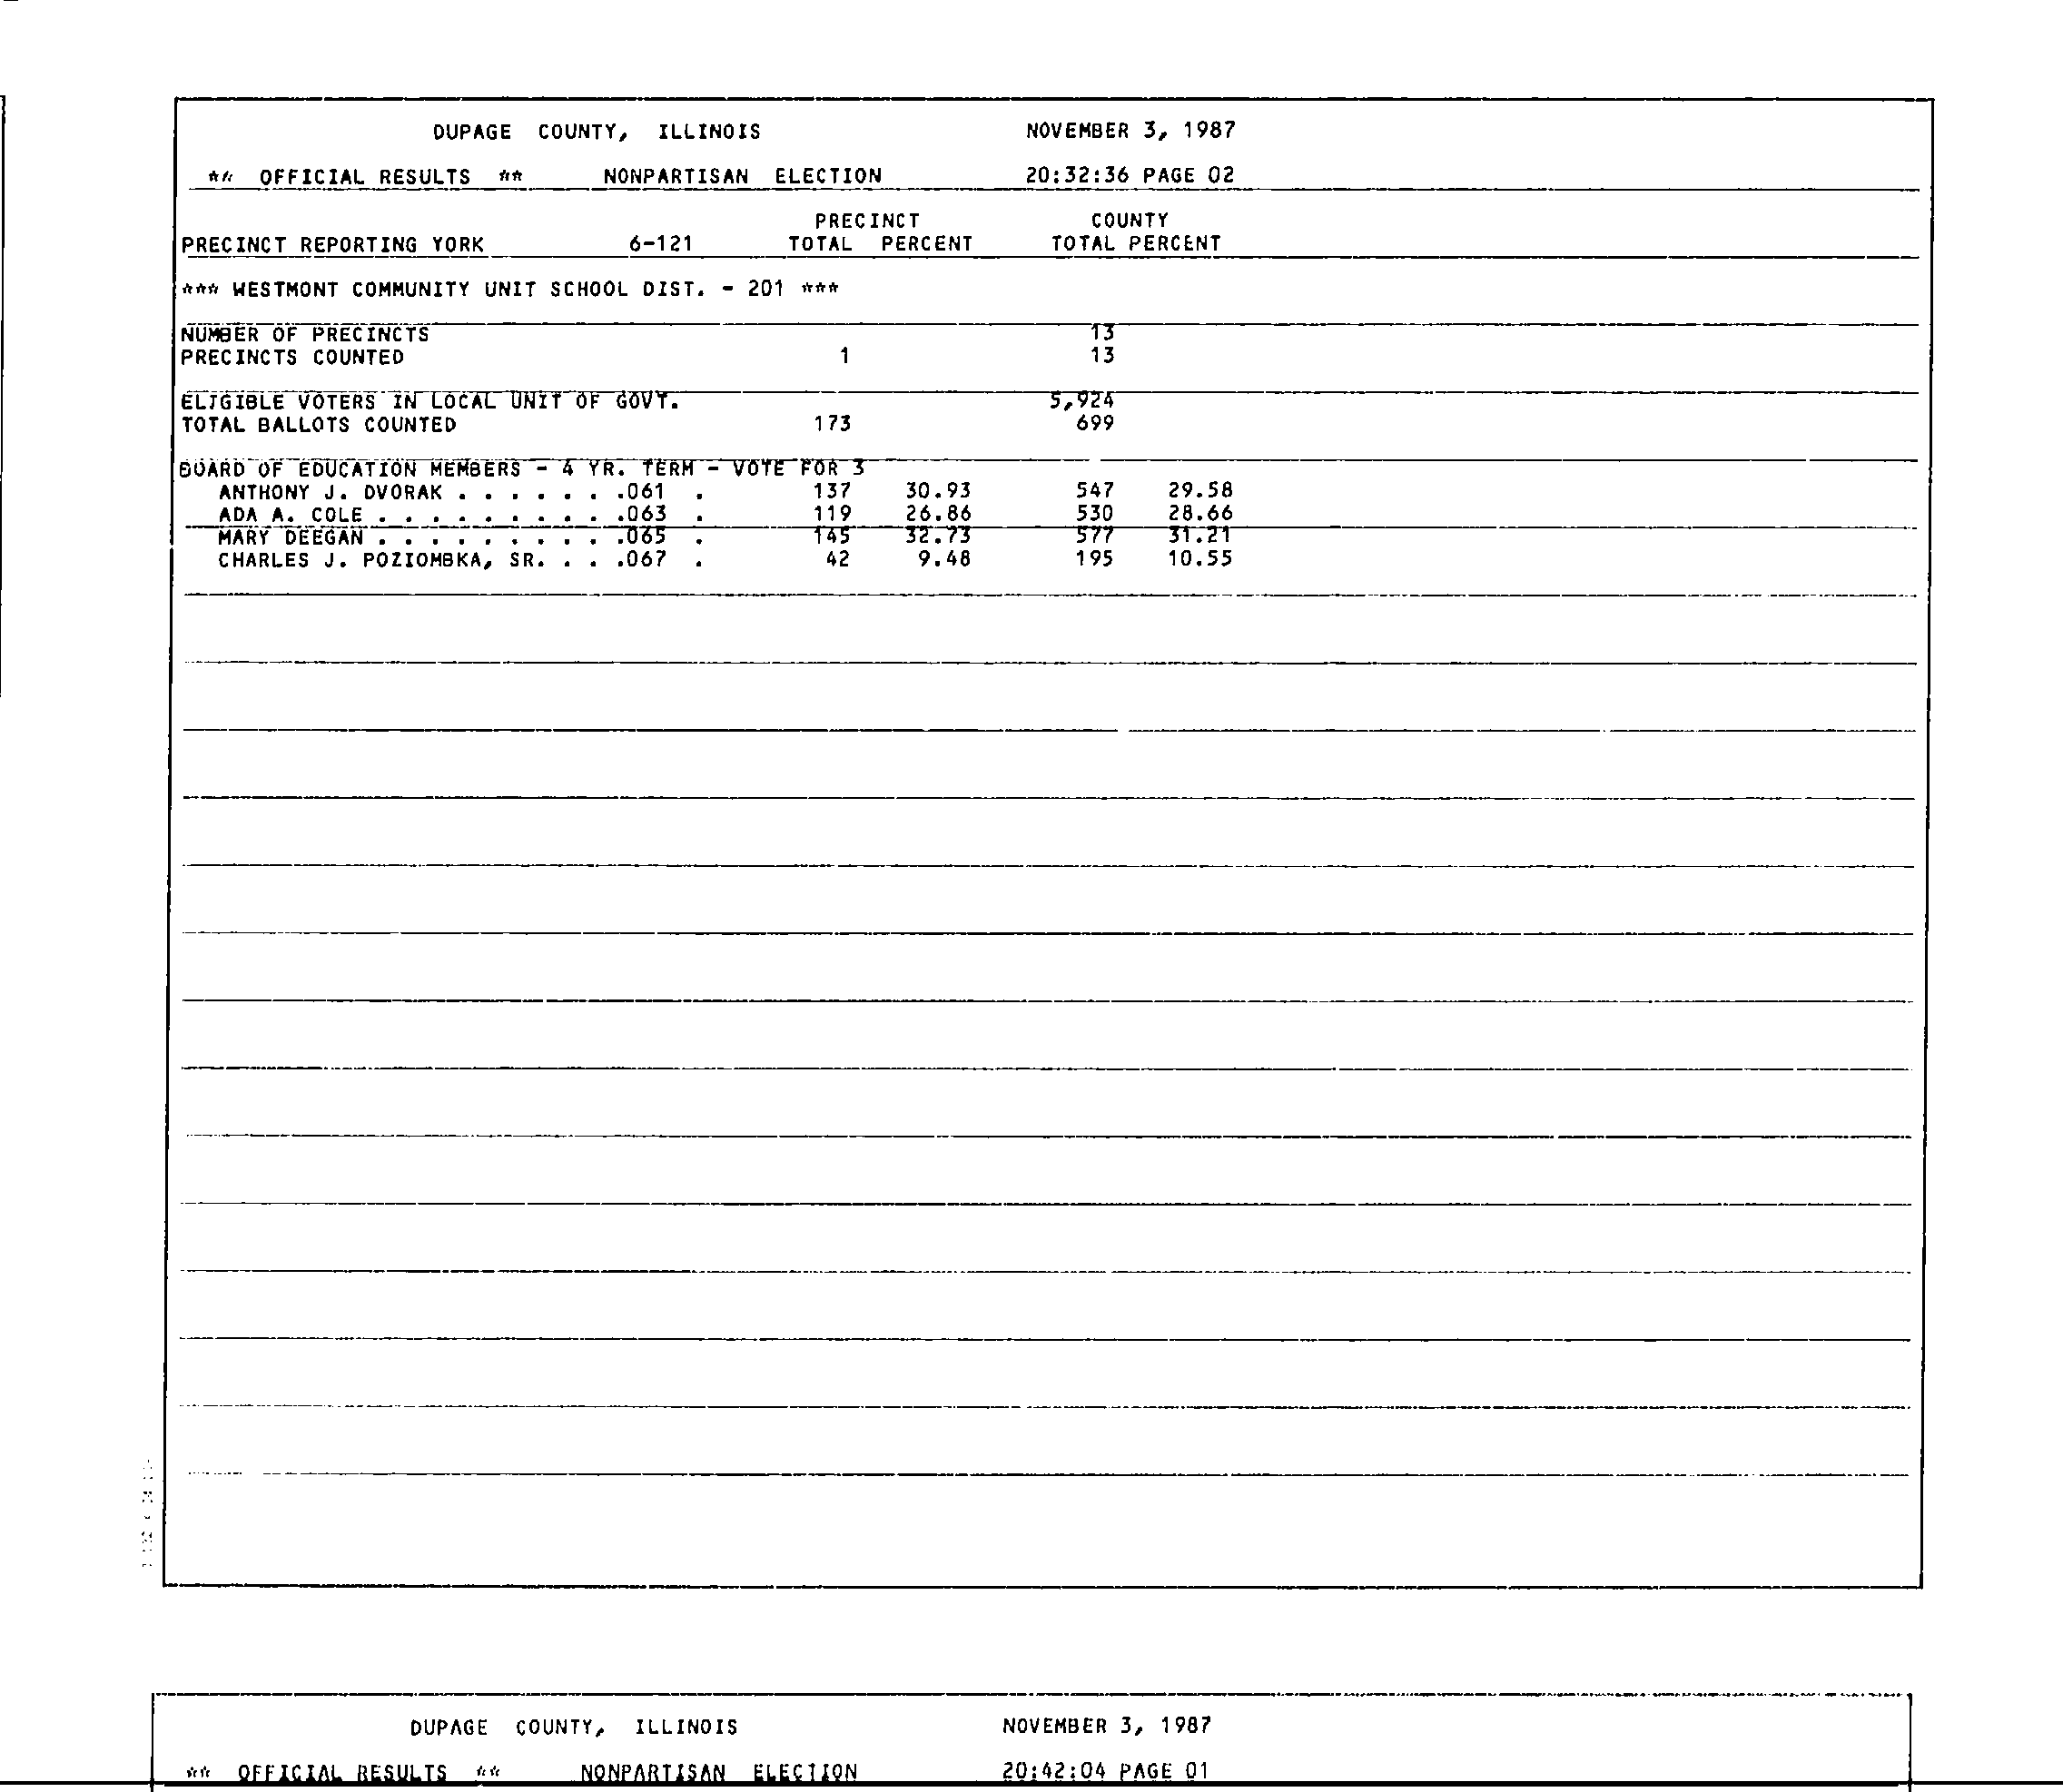 DUPAGE COUNTY, ILLINOIS NOVEMBER 3, 1987
** OFFICIAL RESULTS ** NONPARTISAN ELECTION 20:32:36 PAGE 02
PRECINCT COUNTY
PRECINCT REPORTING YORK 6-121 TOTAL PERCENT TOTAL PERCENT
*** WESTMONT COMMUNITY UNIT SCHOOL DIST. - 201 ***
NUMBER OF PRECINCTS 13
PRECINCTS COUNTED 1 13
ELIGIBLE VOTERS IN LOCAL UNIT OF GOVT. 5,924
TOTAL BALLOTS COUNTED 173 699
BOARD OF EDUCATION MEMBERS - 4 YR. TERM - VOTE FOR 3
ANTHONY J. DVORAK . . . . . . .061 . 137 30.93 547 29.58
ADA A. COLE . . . . . . . . . .063 . 119 26.86 530 28.66
MARY DEEGAN . . . . . . . . . .065 . 145 32.73 577 31.21
CHARLES J. POZIOMBKA, SR. . . .067 . 42 9.48 195 10.55
DUPAGE COUNTY, ILLINOIS NOVEMBER 3, 1987
** OFFICIAL RESULTS ** NONPARTISAN ELECTION 20:42:04 PAGE 01